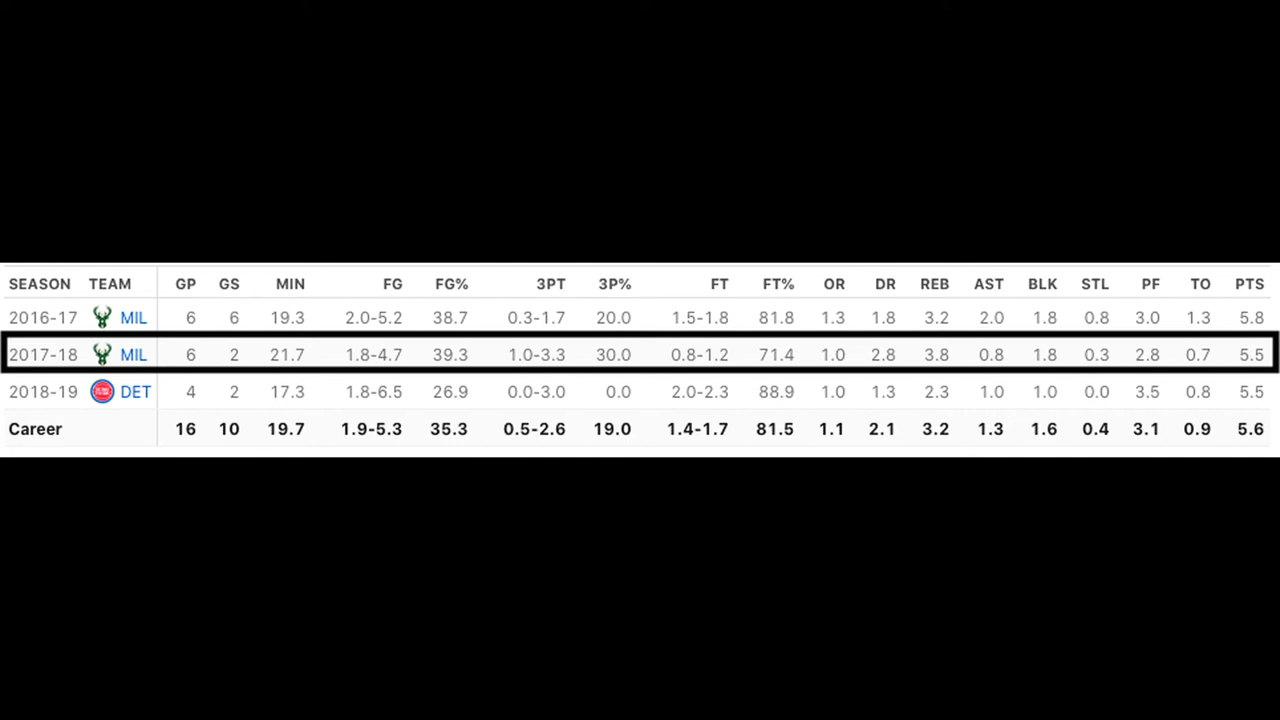 SEASON TEAM GP GS MIN FG FG% 3PT 3P% FT FT% OR DR REB AST BLK STL PF TO PTS
2016-17 MIL 6 6 19.3 2.0-5.2 38.7 0.3-1.7 20.0 1.5-1.8 81.8 1.3 1.8 3.2 2.0 1.8 0.8 3.0 1.3 5.8
2017-18 MIL 6 2 21.7 1.8-4.7 39.3 1.0-3.3 30.0 0.8-1.2 71.4 1.0 2.8 3.8 0.8 1.8 0.3 2.8 0.7 5.5
2018-19 DET 4 2 17.3 1.8-6.5 26.9 0.0-3.0 0.0 2.0-2.3 88.9 1.0 1.3 2.3 1.0 1.0 0.0 3.5 0.8 5.5
Career 16 10 19.7 1.9-5.3 35.3 0.5-2.6 19.0 1.4-1.7 81.5 1.1 2.1 3.2 1.3 1.6 0.4 3.1 0.9 5.6